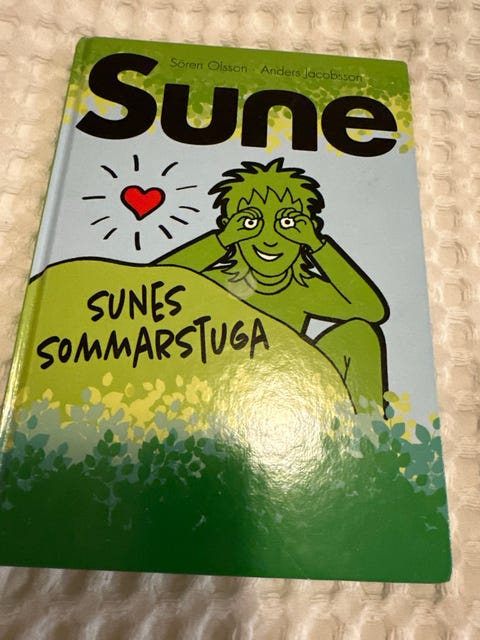 Sören Olsson · Anders Jacobsson
Sune
SUNES
SOMMARSTUGA